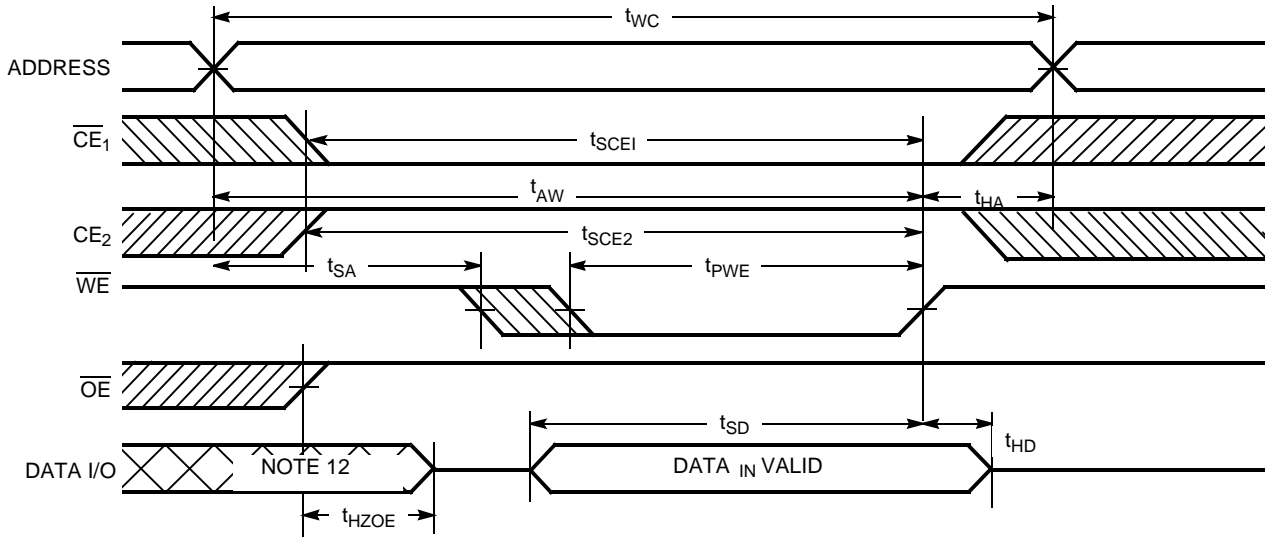 tWC
ADDRESS
CE1
tSCEI
tAW
tHA
CE2
tSCE2
tSA
tPWE
WE
OE
tSD
tHD
DATA I/O
NOTE 12
DATA IN VALID
tHZOE